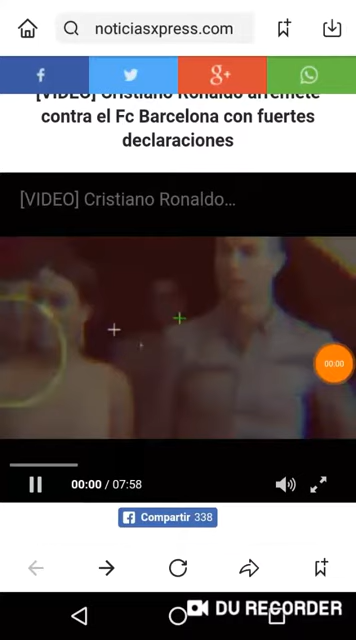 noticiasxpress.com
[VIDEO] Cristiano Ronaldo arremete
contra el Fc Barcelona con fuertes
declaraciones
[VIDEO] Cristiano Ronaldo...
00:00
00:00 / 07:58
Compartir 338
DU RECORDER